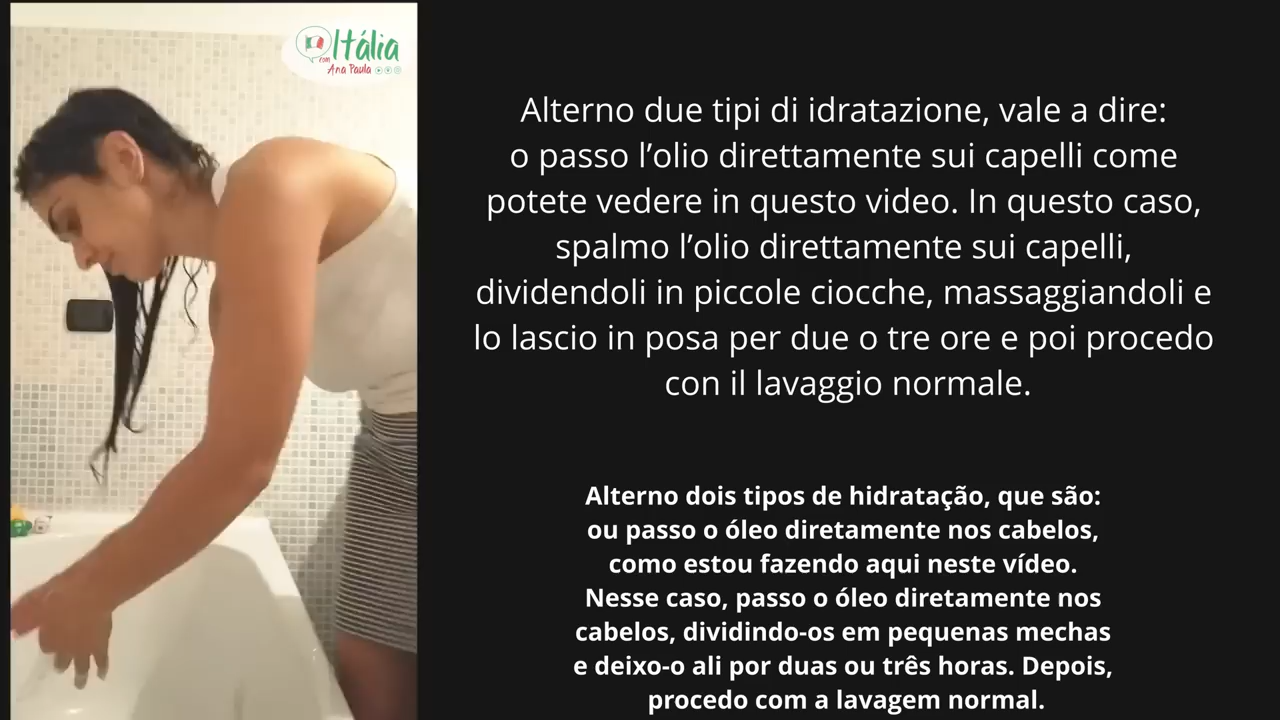 Itália
com
Ana Paula
Alterno due tipi di idratazione, vale a dire:
o passo l’olio direttamente sui capelli come
potete vedere in questo video. In questo caso,
spalmo l’olio direttamente sui capelli,
dividendoli in piccole ciocche, massaggiandoli e
lo lascio in posa per due o tre ore e poi procedo
con il lavaggio normale.
Alterno dois tipos de hidratação, que são:
ou passo o óleo diretamente nos cabelos,
como estou fazendo aqui neste vídeo.
Nesse caso, passo o óleo diretamente nos
cabelos, dividindo-os em pequenas mechas
e deixo-o ali por duas ou três horas. Depois,
procedo com a lavagem normal.